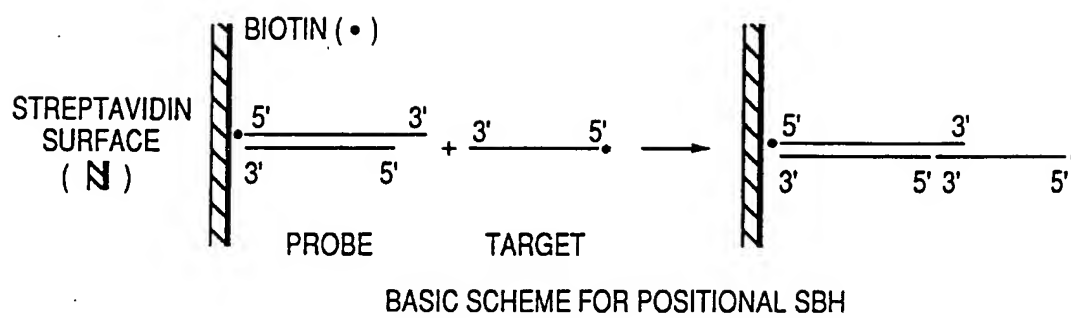 BIOTIN ( • )
STREPTAVIDIN
SURFACE
( N )
5' 3' 3' 5' 5' 3'
+
3' 5' 3' 5' 3' 5'
PROBE TARGET
BASIC SCHEME FOR POSITIONAL SBH